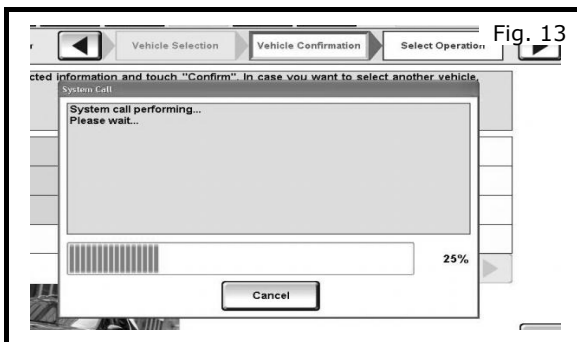 Fig. 13
Vehicle Selection
Vehicle Confirmation
Select Operation
cted information and touch "Confirm". In case you want to select another vehicle,
System Call
System call performing...
Please wait...
25%
Cancel